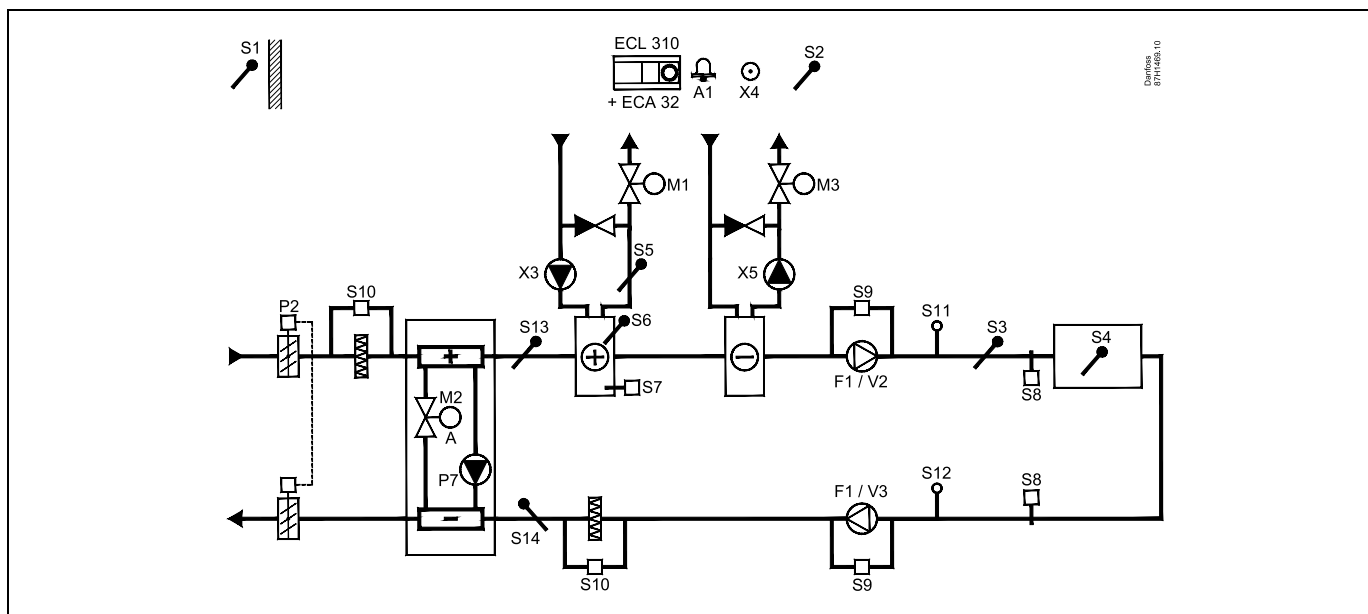 S1
ECL 310
+ ECA 32
A1
X4
S2
Danfoss
87H1469.10
M1
M3
S5
X3
X5
P2
S10
S13
S6
S9
S11
S3
S4
S7
F1 / V2
S8
M2
A
P7
F1 / V3
S12
S8
S14
S10
S9